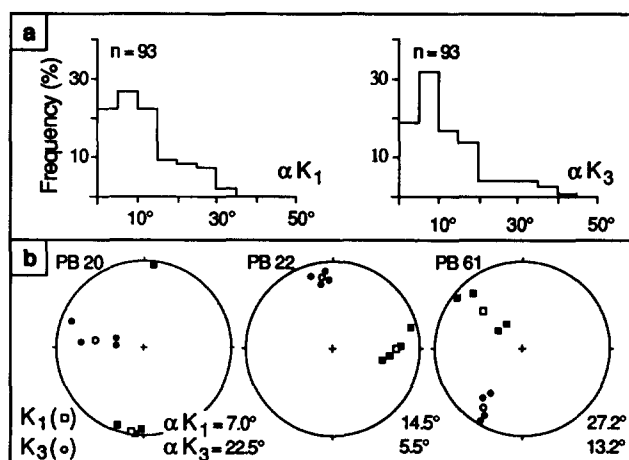 a
n = 93
n = 93
Frequency (%)
30
10
30
10
αK₁
αK₃
10° 30° 50°
10° 30° 50°
b
PB 20
PB 22
PB 61
K₁(□) αK₁=7.0° 14.5° 27.2°
K₃(○) αK₃=22.5° 5.5° 13.2°